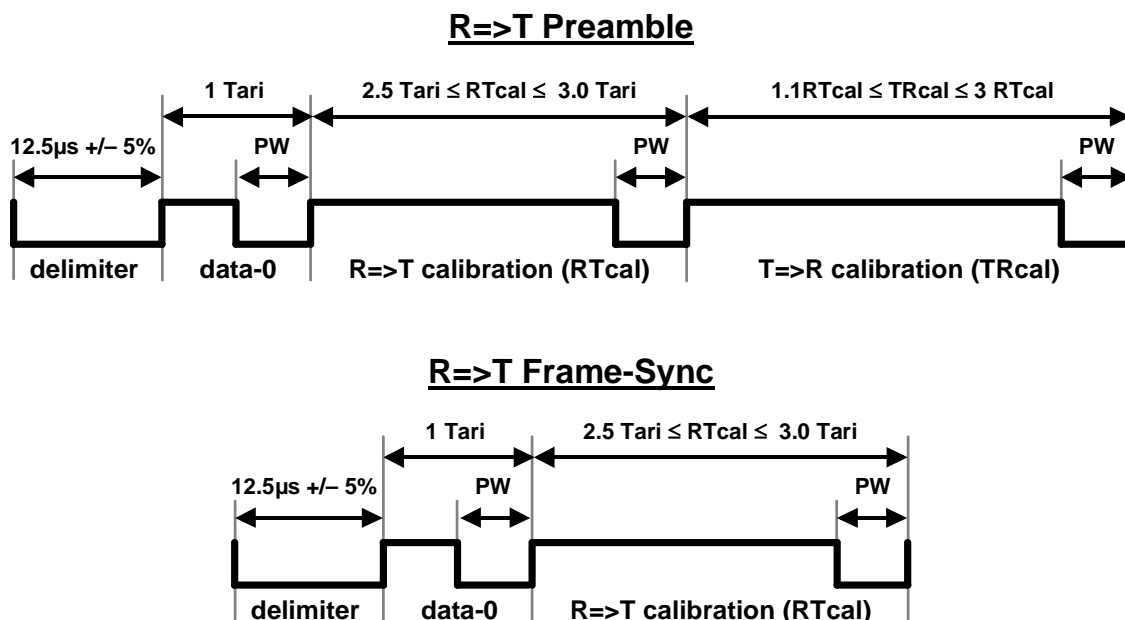 R=>T Preamble
1 Tari
2.5 Tari ≤ RTcal ≤ 3.0 Tari
1.1RTcal ≤ TRcal ≤ 3 RTcal
12.5µs +/– 5%
PW
PW
PW
delimiter
data-0
R=>T calibration (RTcal)
T=>R calibration (TRcal)
R=>T Frame-Sync
1 Tari
2.5 Tari ≤ RTcal ≤ 3.0 Tari
12.5µs +/– 5%
PW
PW
delimiter
data-0
R=>T calibration (RTcal)